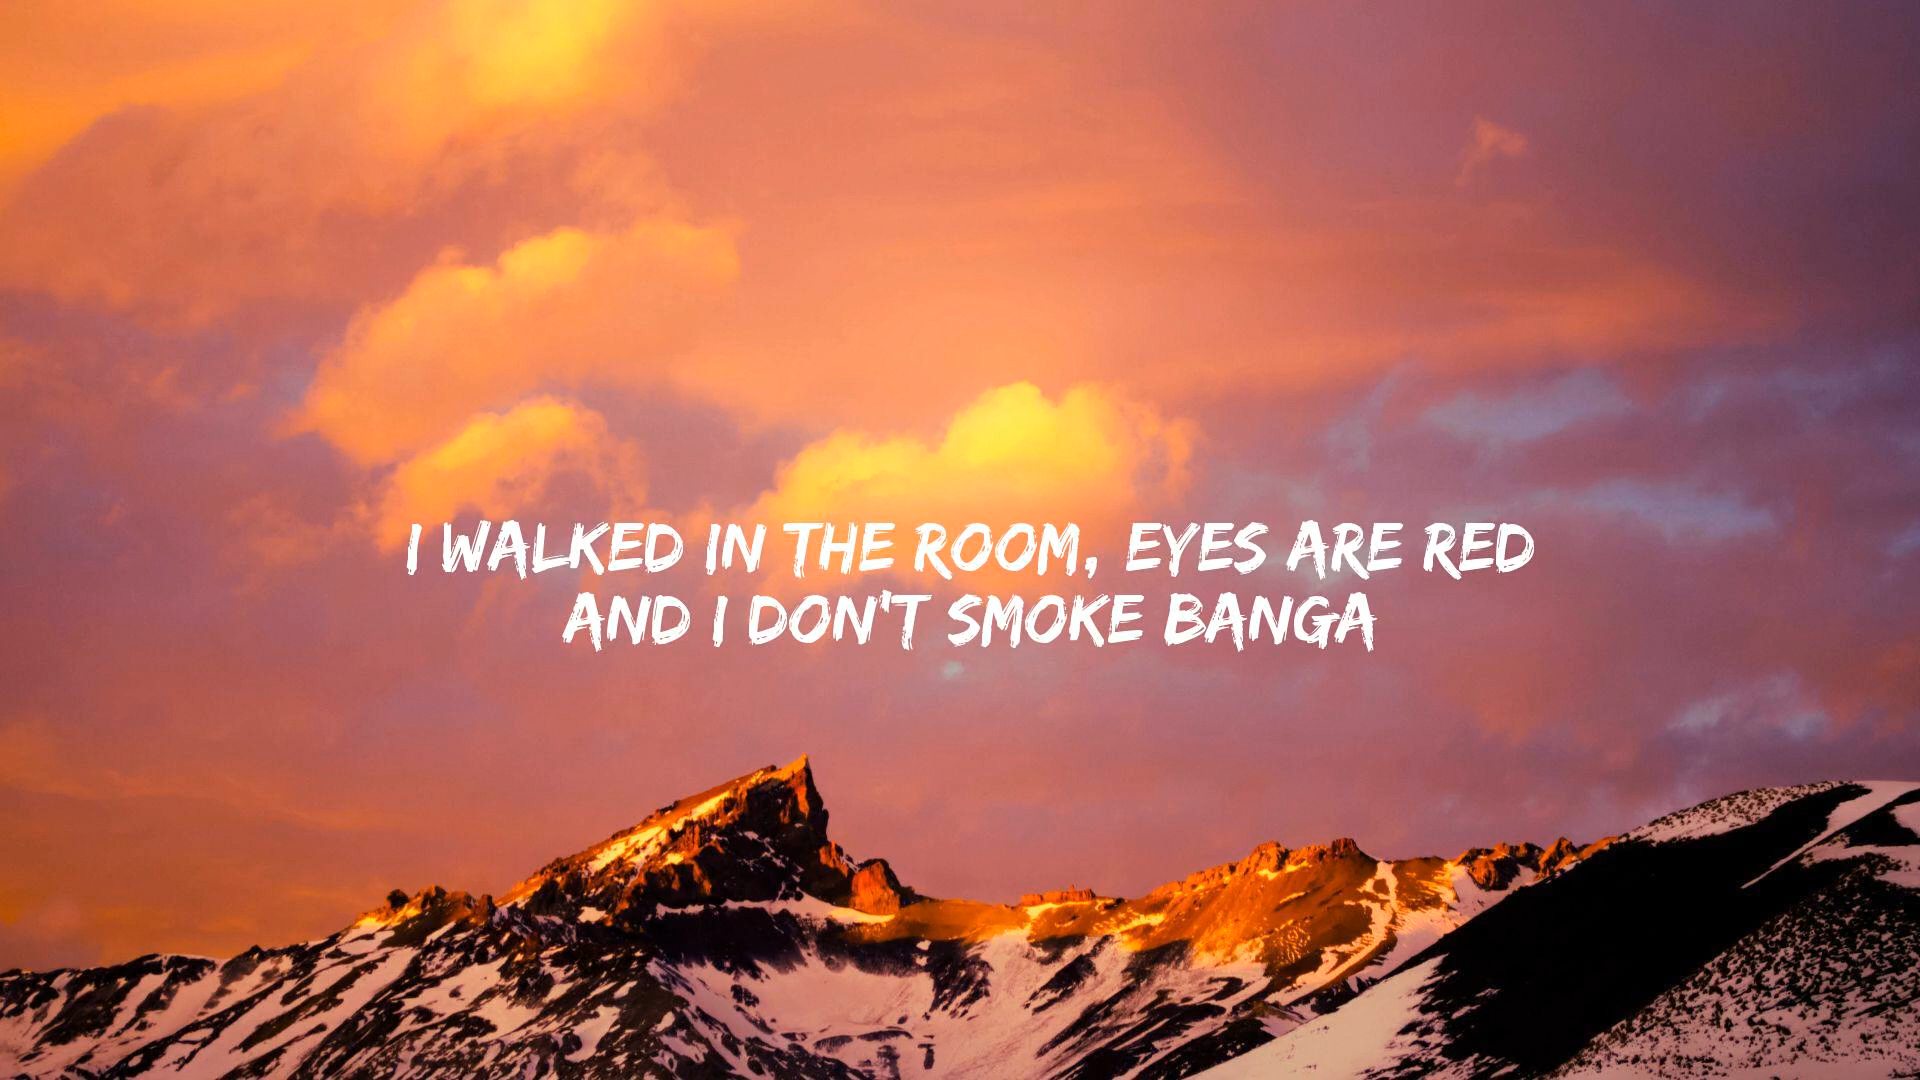 I WALKED IN THE ROOM, EYES ARE RED
AND I DON'T SMOKE BANGA